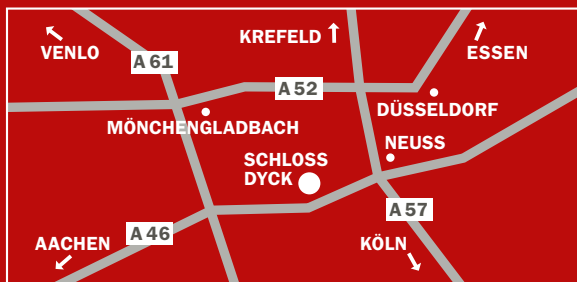 KREFELD
VENLO
ESSEN
A 61
A 52
DÜSSELDORF
MÖNCHENGLADBACH
NEUSS
SCHLOSS
DYCK
A 57
A 46
AACHEN
KÖLN